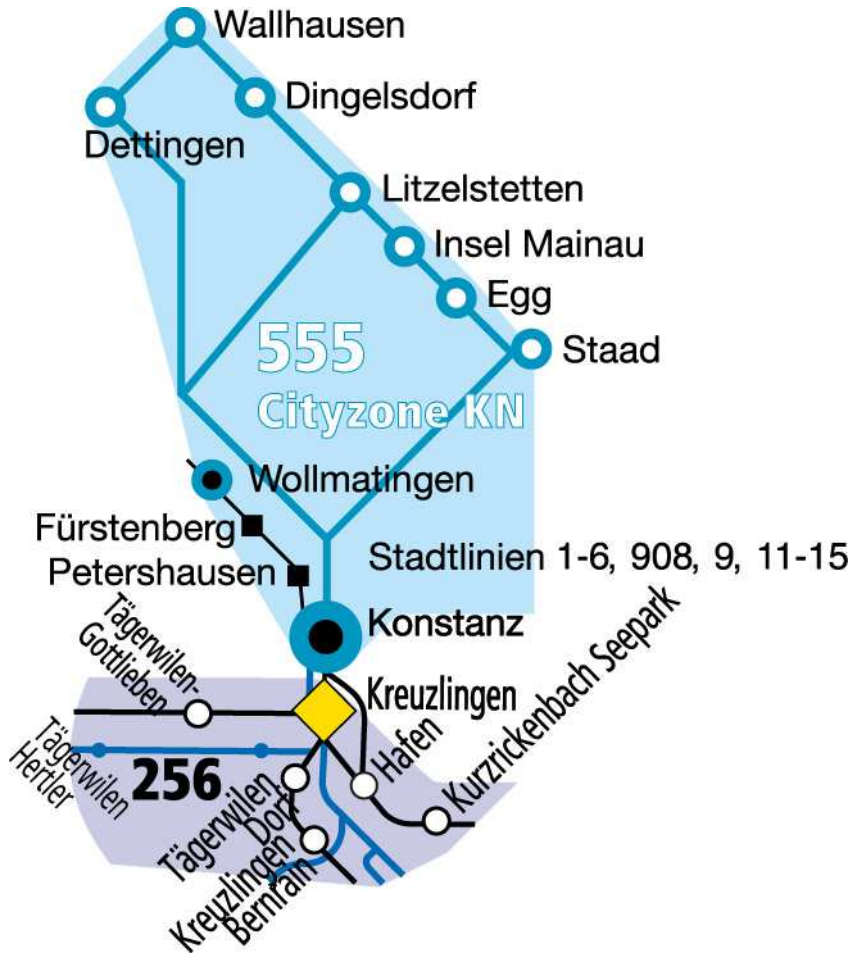 Wallhausen
Dingelsdorf
Dettingen
Litzelstetten
Insel Mainau
Egg
555
Staad
Cityzone KN
Wollmatingen
Fürstenberg
Stadtlinien 1-6, 908, 9, 11-15
Petershausen
Konstanz
Tägerwilen-
Gottlieben
Kreuzlingen
Hafen
Kurzrickenbach Seepark
Tägerwilen
Hertler
256
Tägerwilen
Dorf
Kreuzlingen
Bernrain